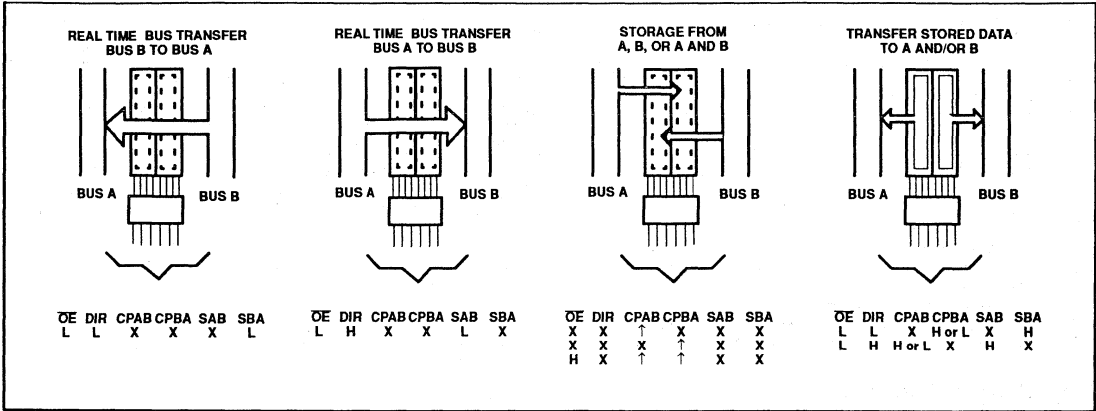 REAL TIME BUS TRANSFER
BUS B TO BUS A
BUS A
BUS B
OE DIR CPAB CPBA SAB SBA
L L X X X L
REAL TIME BUS TRANSFER
BUS A TO BUS B
BUS A
BUS B
OE DIR CPAB CPBA SAB SBA
L H X X L X
STORAGE FROM
A, B, OR A AND B
BUS A
BUS B
OE DIR CPAB CPBA SAB SBA
X X ↑ X X X
X X X ↑ X X
H X ↑ ↑ X X
TRANSFER STORED DATA
TO A AND/OR B
BUS A
BUS B
OE DIR CPAB CPBA SAB SBA
L L X H or L X H
L H H or L X H X